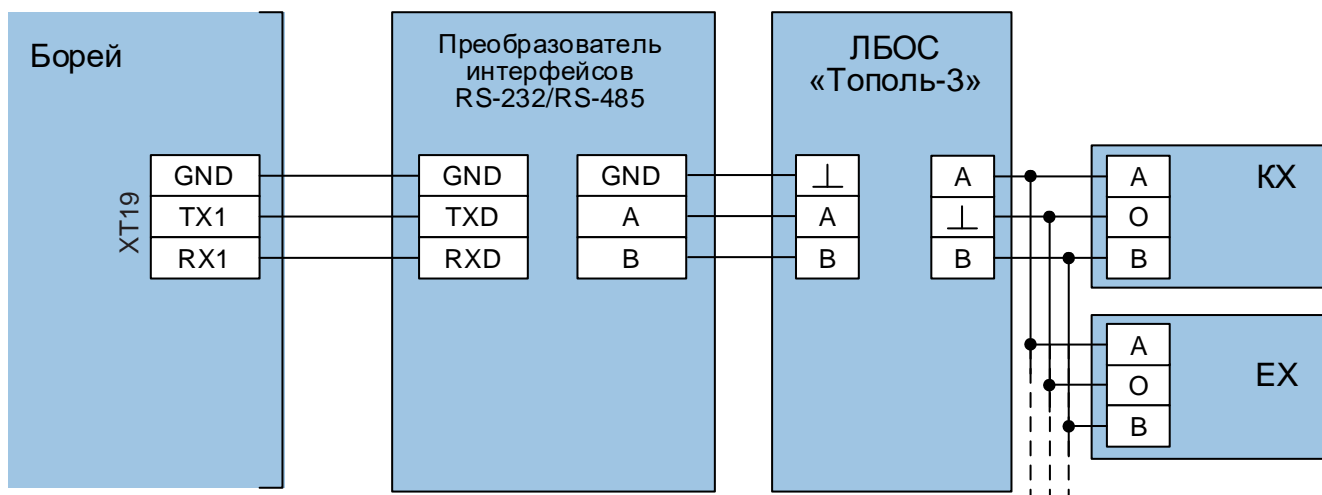 Борей
XT19
GND
TX1
RX1
Преобразователь
интерфейсов
RS-232/RS-485
GND
TXD
RXD
GND
A
B
ЛБОС
«Тополь-3»
⊥
A
B
A
⊥
B
КХ
A
O
B
ЕХ
A
O
B